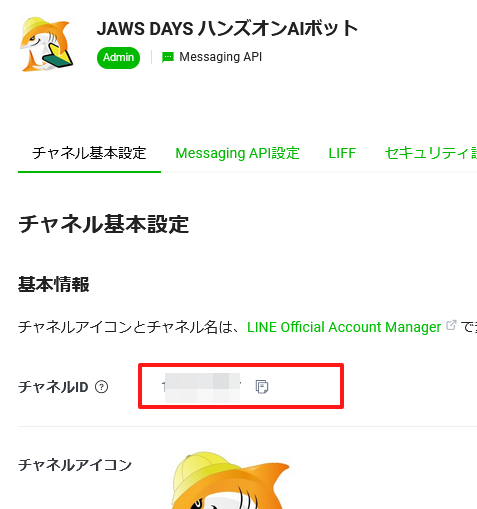 JAWS DAYS ハンズオンAIボット
Admin Messaging API
チャネル基本設定 Messaging API設定 LIFF セキュリティ
チャネル基本設定
基本情報
チャネルアイコンとチャネル名は、LINE Official Account Manager で
チャネルID
チャネルアイコン